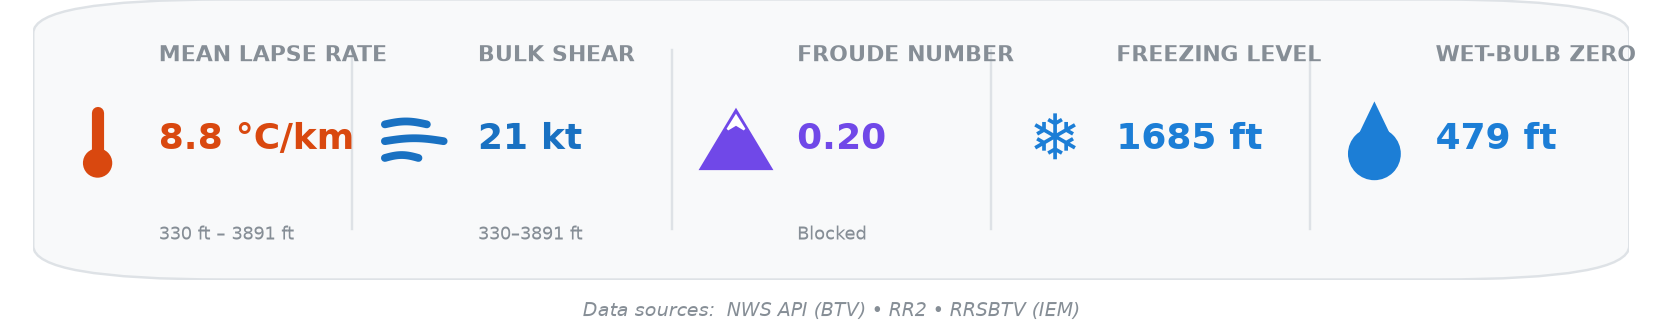 MEAN LAPSE RATE
8.8 °C/km
330 ft – 3891 ft
BULK SHEAR
21 kt
330–3891 ft
FROUDE NUMBER
0.20
Blocked
FREEZING LEVEL
1685 ft
WET-BULB ZERO
479 ft
Data sources:  NWS API (BTV) • RR2 • RRSBTV (IEM)